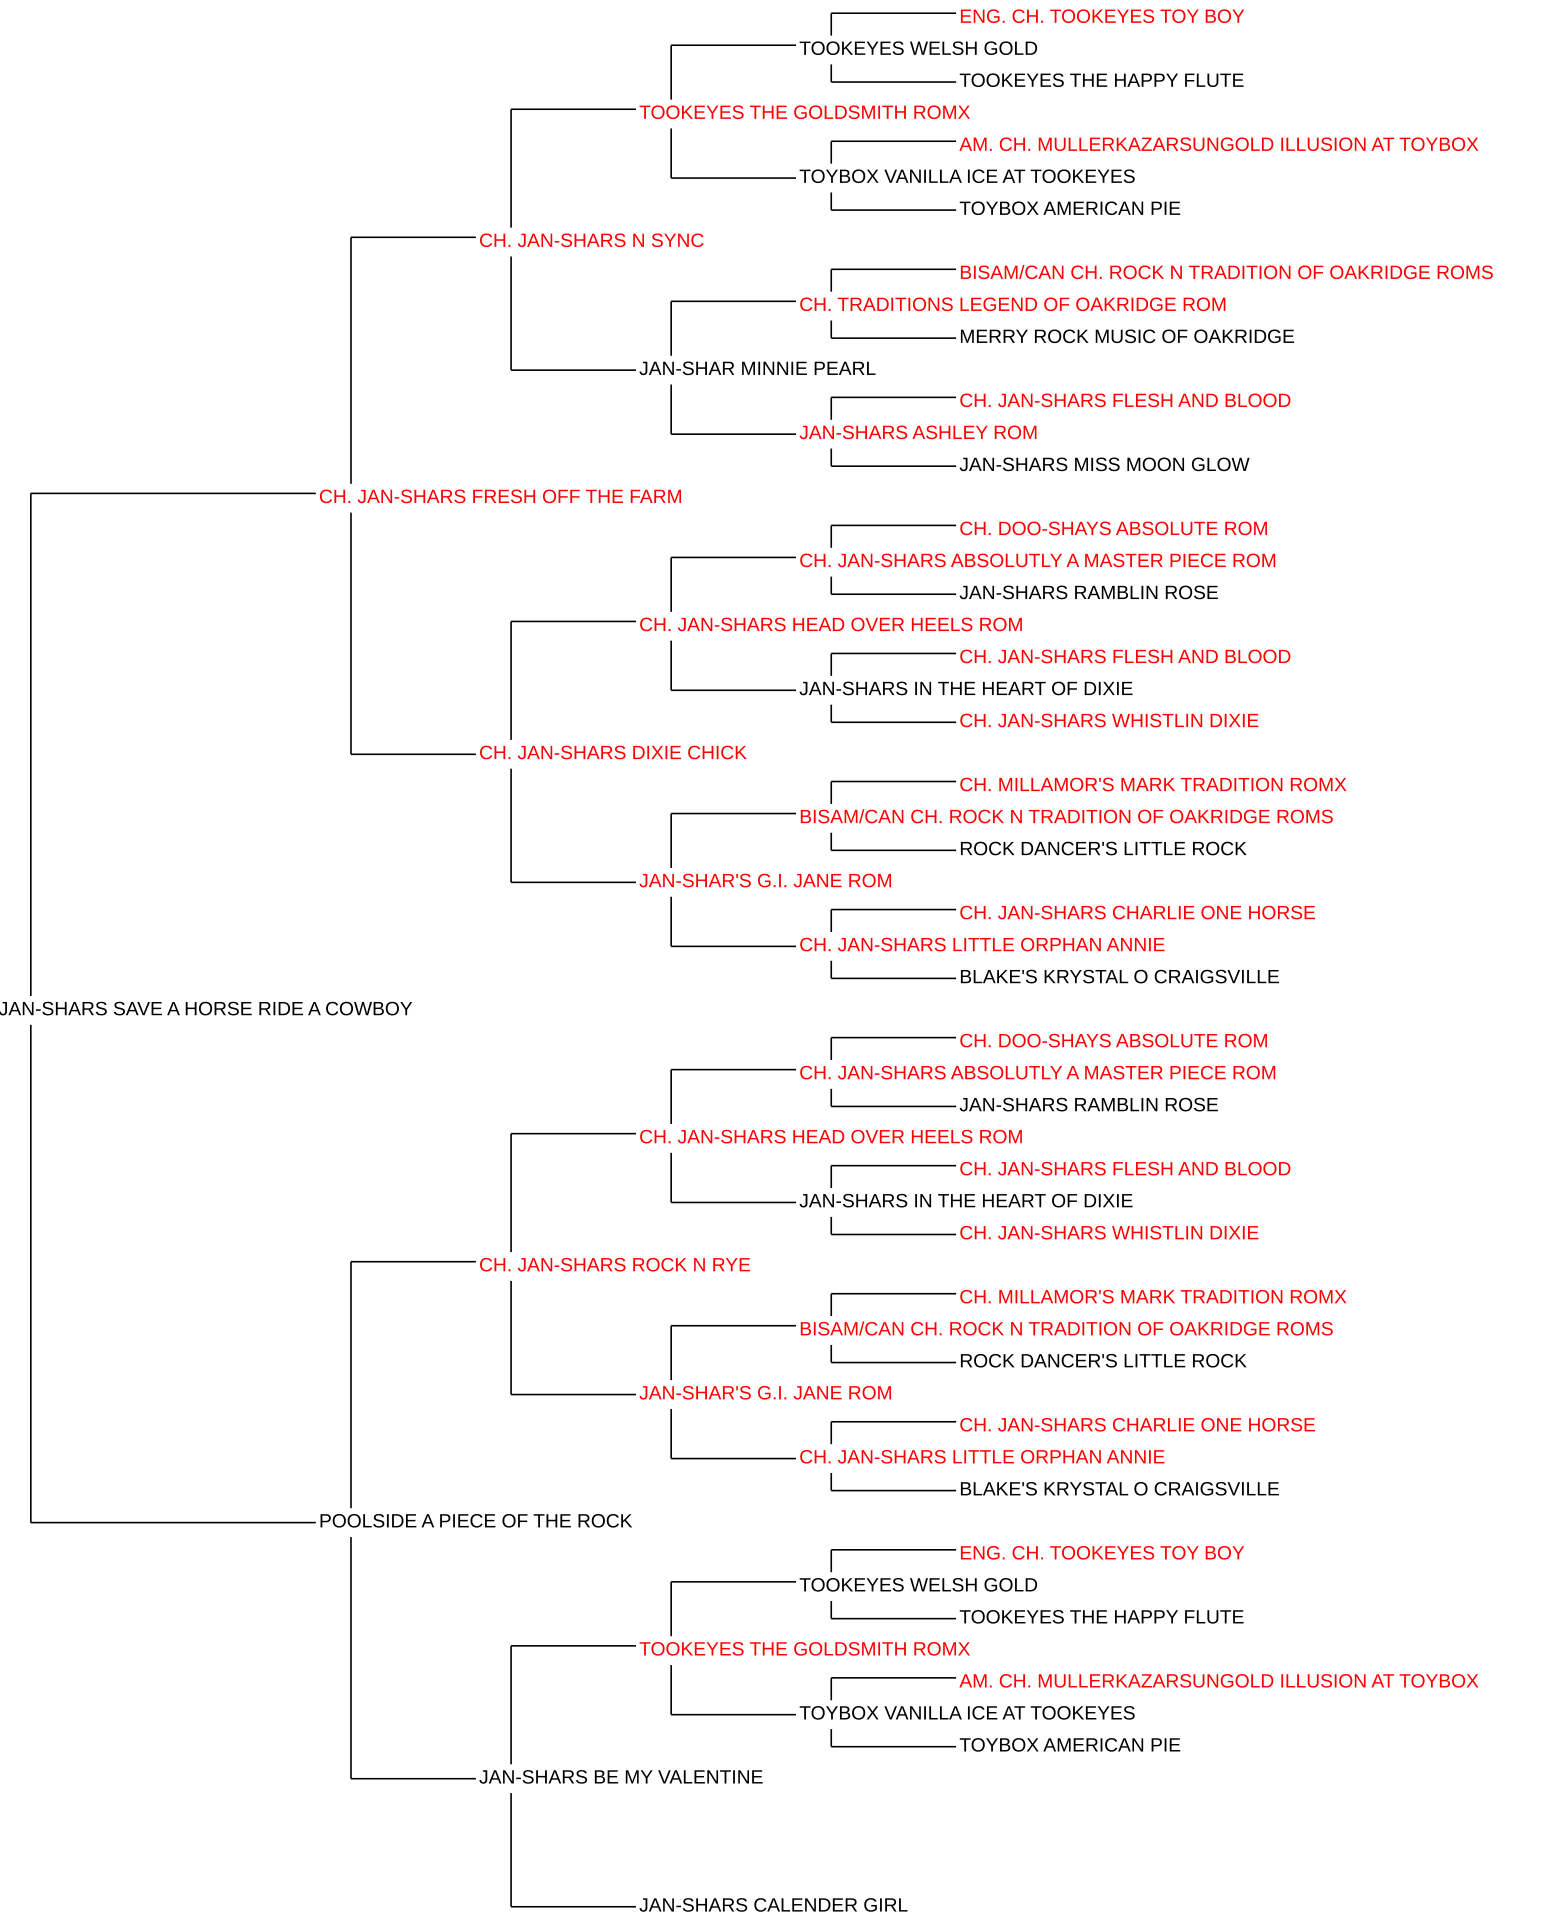 ENG. CH. TOOKEYES TOY BOY
TOOKEYES WELSH GOLD
TOOKEYES THE HAPPY FLUTE
TOOKEYES THE GOLDSMITH ROMX
AM. CH. MULLERKAZARSUNGOLD ILLUSION AT TOYBOX
TOYBOX VANILLA ICE AT TOOKEYES
TOYBOX AMERICAN PIE
CH. JAN-SHARS N SYNC
BISAM/CAN CH. ROCK N TRADITION OF OAKRIDGE ROMS
CH. TRADITIONS LEGEND OF OAKRIDGE ROM
MERRY ROCK MUSIC OF OAKRIDGE
JAN-SHAR MINNIE PEARL
CH. JAN-SHARS FLESH AND BLOOD
JAN-SHARS ASHLEY ROM
JAN-SHARS MISS MOON GLOW
CH. JAN-SHARS FRESH OFF THE FARM
CH. DOO-SHAYS ABSOLUTE ROM
CH. JAN-SHARS ABSOLUTLY A MASTER PIECE ROM
JAN-SHARS RAMBLIN ROSE
CH. JAN-SHARS HEAD OVER HEELS ROM
CH. JAN-SHARS FLESH AND BLOOD
JAN-SHARS IN THE HEART OF DIXIE
CH. JAN-SHARS WHISTLIN DIXIE
CH. JAN-SHARS DIXIE CHICK
CH. MILLAMOR'S MARK TRADITION ROMX
BISAM/CAN CH. ROCK N TRADITION OF OAKRIDGE ROMS
ROCK DANCER'S LITTLE ROCK
JAN-SHAR'S G.I. JANE ROM
CH. JAN-SHARS CHARLIE ONE HORSE
CH. JAN-SHARS LITTLE ORPHAN ANNIE
BLAKE'S KRYSTAL O CRAIGSVILLE
JAN-SHARS SAVE A HORSE RIDE A COWBOY
CH. DOO-SHAYS ABSOLUTE ROM
CH. JAN-SHARS ABSOLUTLY A MASTER PIECE ROM
JAN-SHARS RAMBLIN ROSE
CH. JAN-SHARS HEAD OVER HEELS ROM
CH. JAN-SHARS FLESH AND BLOOD
JAN-SHARS IN THE HEART OF DIXIE
CH. JAN-SHARS WHISTLIN DIXIE
CH. JAN-SHARS ROCK N RYE
CH. MILLAMOR'S MARK TRADITION ROMX
BISAM/CAN CH. ROCK N TRADITION OF OAKRIDGE ROMS
ROCK DANCER'S LITTLE ROCK
JAN-SHAR'S G.I. JANE ROM
CH. JAN-SHARS CHARLIE ONE HORSE
CH. JAN-SHARS LITTLE ORPHAN ANNIE
BLAKE'S KRYSTAL O CRAIGSVILLE
POOLSIDE A PIECE OF THE ROCK
ENG. CH. TOOKEYES TOY BOY
TOOKEYES WELSH GOLD
TOOKEYES THE HAPPY FLUTE
TOOKEYES THE GOLDSMITH ROMX
AM. CH. MULLERKAZARSUNGOLD ILLUSION AT TOYBOX
TOYBOX VANILLA ICE AT TOOKEYES
TOYBOX AMERICAN PIE
JAN-SHARS BE MY VALENTINE
JAN-SHARS CALENDER GIRL